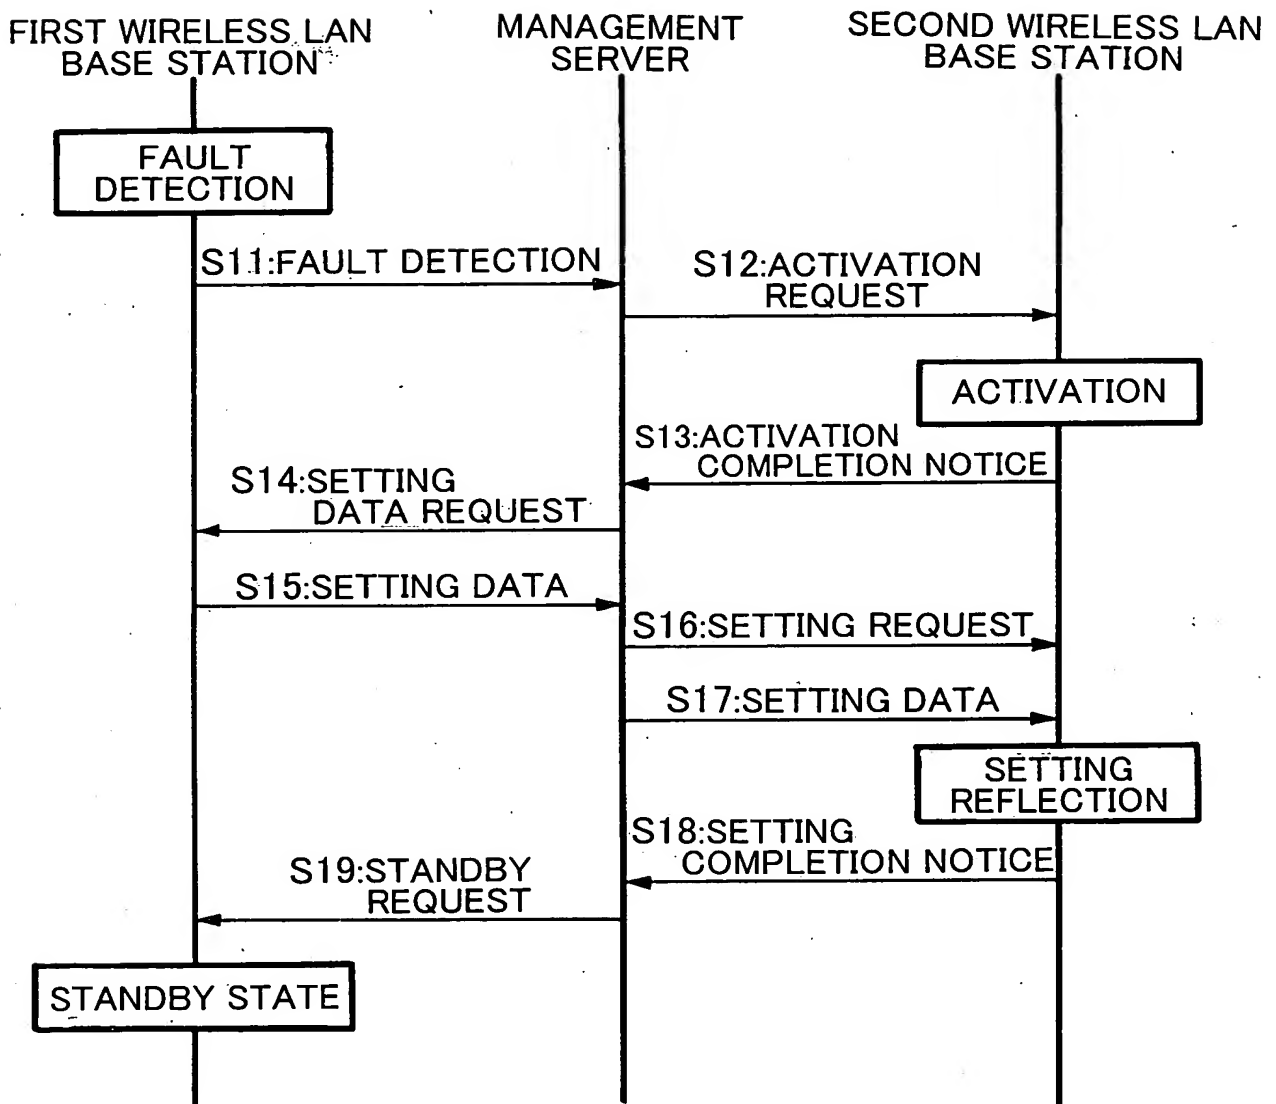 FIRST WIRELESS LAN
BASE STATION
MANAGEMENT
SERVER
SECOND WIRELESS LAN
BASE STATION
FAULT
DETECTION
S11:FAULT DETECTION
S12:ACTIVATION
REQUEST
ACTIVATION
S13:ACTIVATION
COMPLETION NOTICE
S14:SETTING
DATA REQUEST
S15:SETTING DATA
S16:SETTING REQUEST
S17:SETTING DATA
SETTING
REFLECTION
S18:SETTING
COMPLETION NOTICE
S19:STANDBY
REQUEST
STANDBY STATE